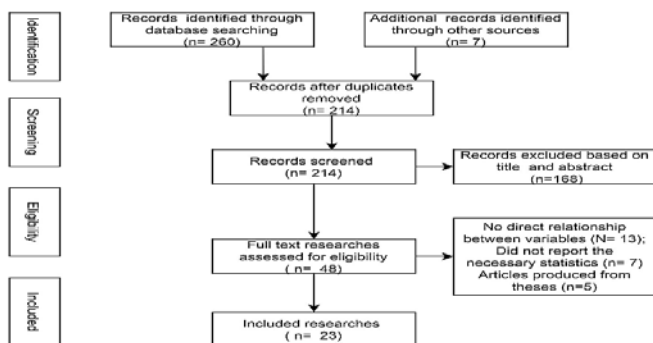 Identification
Records identified through
database searching
(n= 260)
Additional records identified
through other sources
(n= 7)
Records after duplicates
removed
(n= 214)
Screening
Records screened
(n= 214)
Records excluded based on
title and abstract
(n=168)
Eligibility
Full text researches
assessed for eligibility
( n= 48)
No direct relationship
between variables (N= 13);
Did not report the
necessary statistics (n= 7)
Articles produced from
theses (n=5)
Included
Included researches
( n= 23)